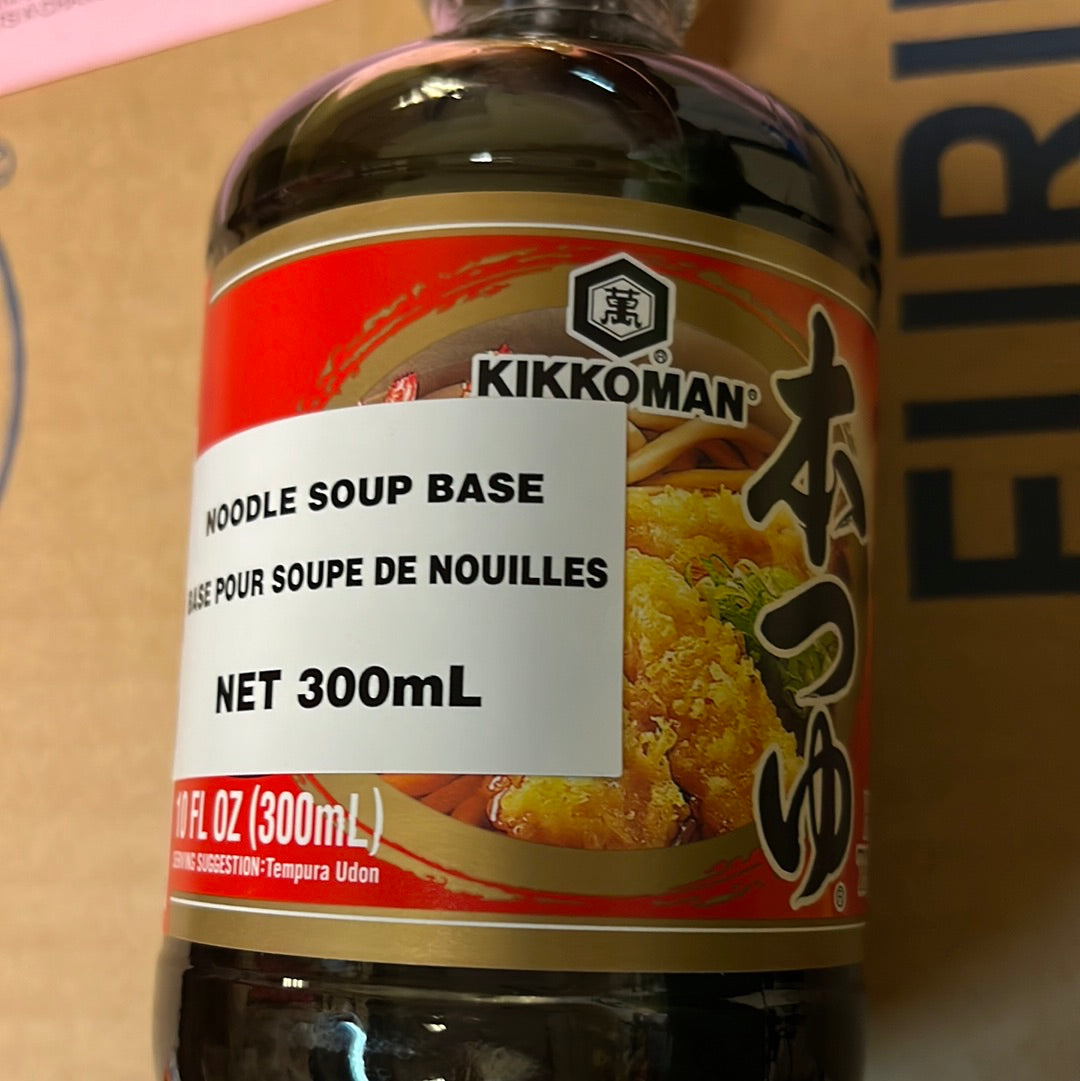 萬
KIKKOMAN®
本つゆ
NOODLE SOUP BASE
BASE POUR SOUPE DE NOUILLES
NET 300mL
10 FL OZ (300mL)
SERVING SUGGESTION:Tempura Udon